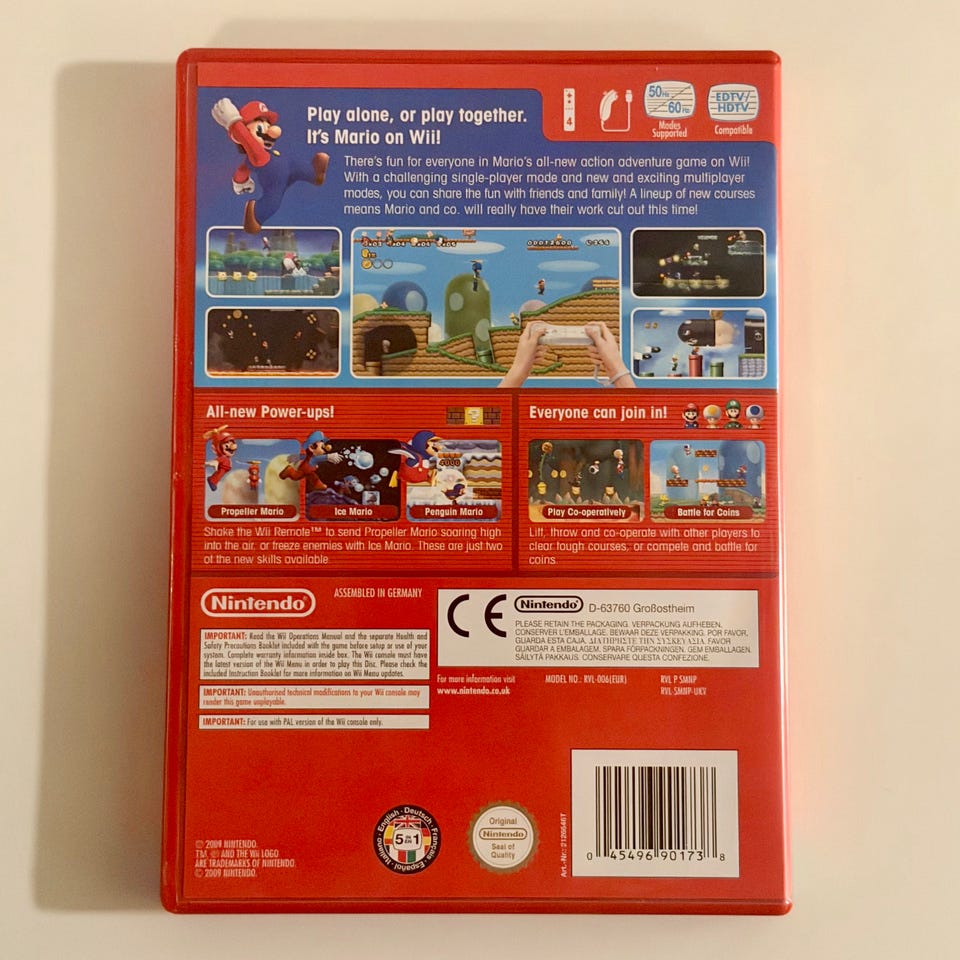 Play alone, or play together.
It's Mario on Wii!
4
50Hz
60Hz
Modes
Supported
EDTV/
HDTV
Compatible
There's fun for everyone in Mario's all-new action adventure game on Wii!
With a challenging single-player mode and new and exciting multiplayer
modes, you can share the fun with friends and family! A lineup of new courses
means Mario and co. will really have their work cut out this time!
All-new Power-ups!
?
4000
Propeller Mario
Ice Mario
Penguin Mario
Shake the Wii Remote™ to send Propeller Mario soaring high
into the air, or freeze enemies with Ice Mario. These are just two
of the new skills available.
Everyone can join in!
Play Co-operatively
Battle for Coins
Lift, throw and co-operate with other players to
clear tough courses, or compete and battle for
coins.
Nintendo®
ASSEMBLED IN GERMANY
IMPORTANT: Read the Wii Operations Manual and the separate Health and
Safety Precautions Booklet included with the game before setup or use of your
system. Complete warranty information inside box. The Wii console must have
the latest version of the Wii Menu in order to play this Disc. Please check the
included Instruction Booklet for more information on Wii Menu updates.
IMPORTANT: Unauthorised technical modifications to your Wii console may
render this game unplayable.
IMPORTANT: For use with PAL version of the Wii console only.
CE
Nintendo® D-63760 Großostheim
PLEASE RETAIN THE PACKAGING. VERPACKUNG AUFHEBEN.
CONSERVER L'EMBALLAGE. BEWAAR DEZE VERPAKKING. POR FAVOR,
GUARDA ESTA CAJA. ΔΙΑΤΗΡΗΣΤΕ ΤΗΝ ΣΥΣΚΕΥΑΣΙΑ. FAVOR
GUARDAR A EMBALAGEM. SPARA FÖRPACKNINGEN. GEM EMBALLAGEN.
SÄILYTÄ PAKKAUS. CONSERVARE QUESTA CONFEZIONE.
For more information visit
www.nintendo.co.uk
MODEL NO.: RVL-006(EUR)
RVL P SMNP
RVL-SMNP-UKV
© 2009 NINTENDO.
TM, ® AND THE Wii LOGO
ARE TRADEMARKS OF NINTENDO.
© 2009 NINTENDO.
English · Deutsch · Français · Español · Italiano
5 in 1
Original
Nintendo®
Seal of
Quality
Art.-Nr.: 2126646T
0 45496 90173 8